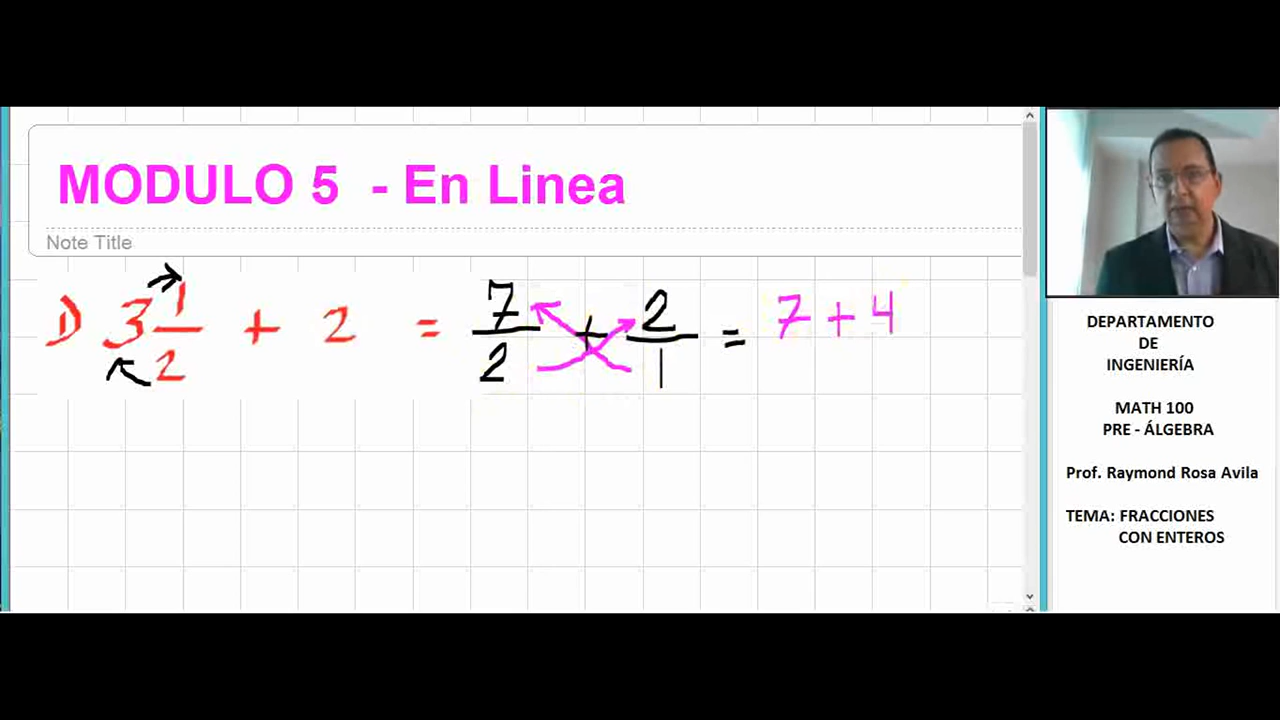 MODULO 5 - En Linea
Note Title
1) 3 1/2 + 2 = 7/2 + 2/1 = 7 + 4
DEPARTAMENTO
DE
INGENIERÍA
MATH 100
PRE - ÁLGEBRA
Prof. Raymond Rosa Avila
TEMA: FRACCIONES
CON ENTEROS